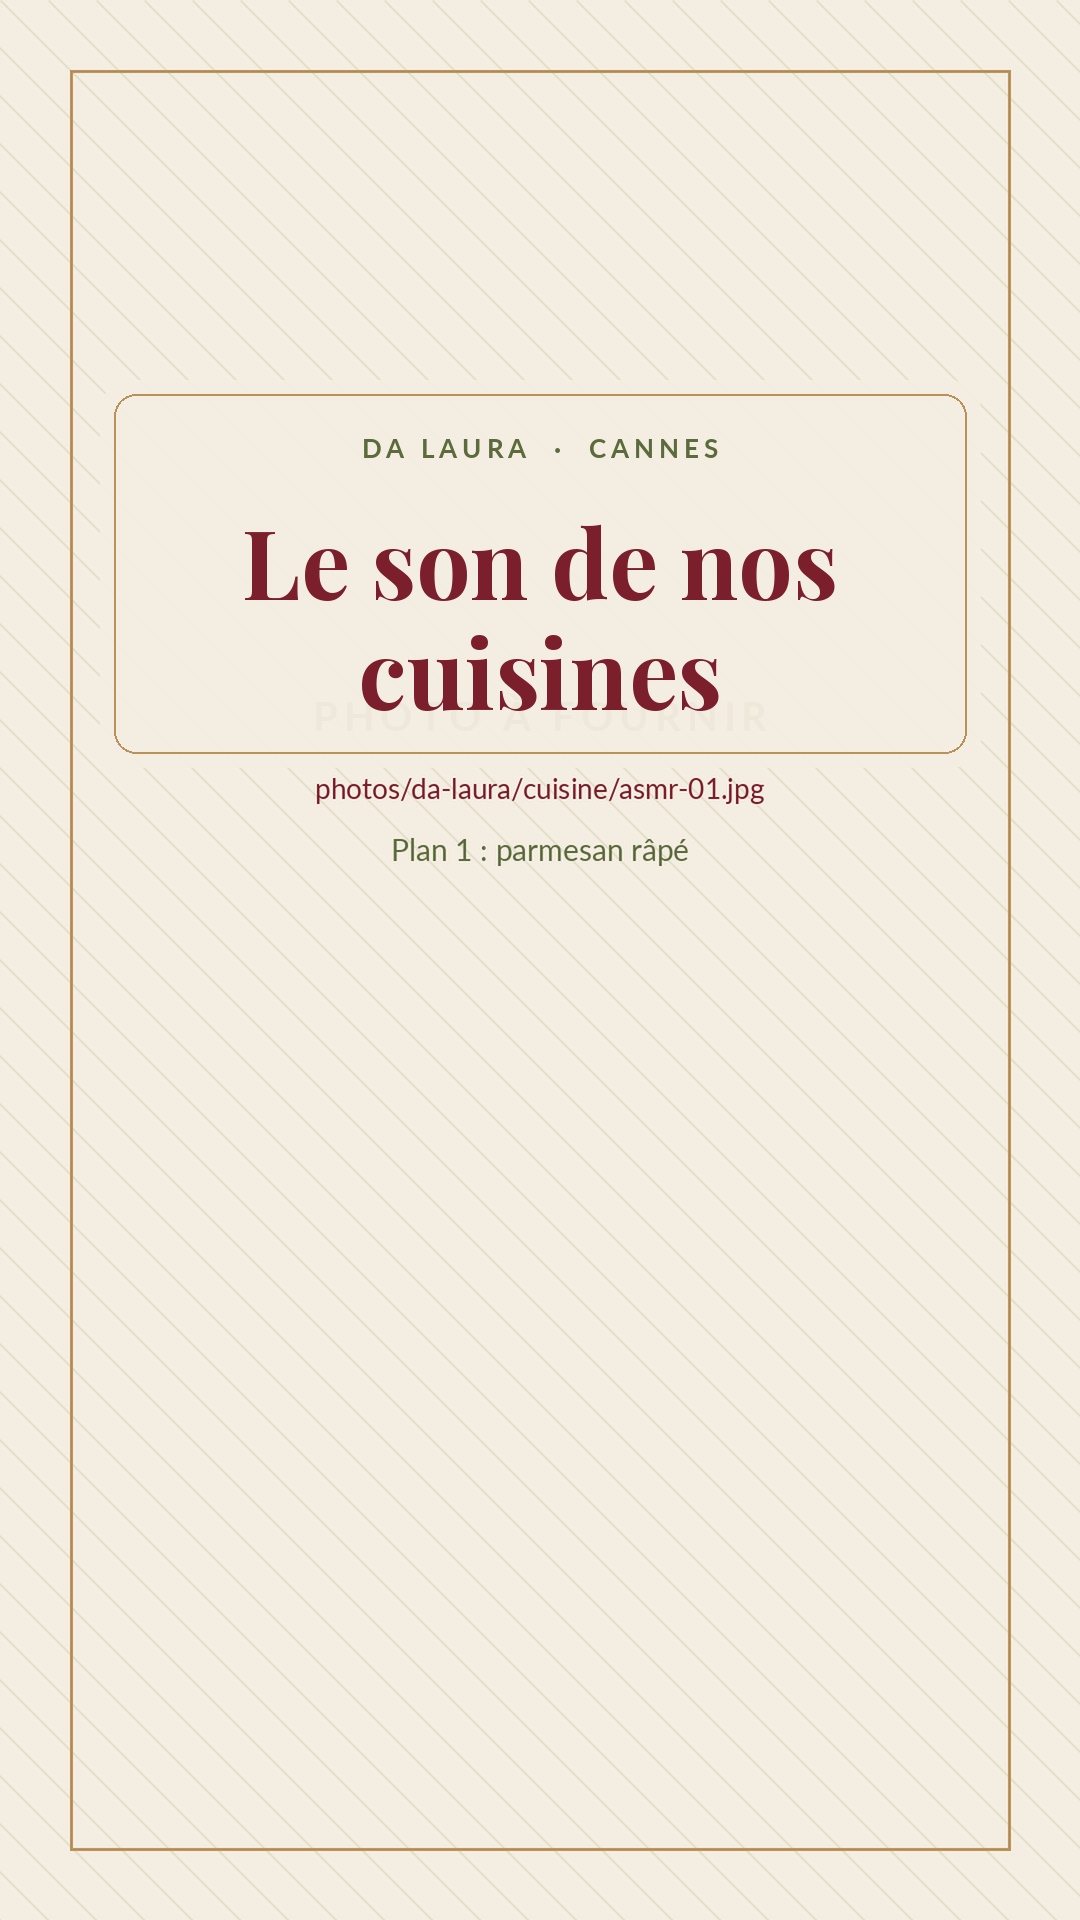 DA LAURA · CANNES
Le son de nos
cuisines
PHOTO À FOURNIR
photos/da-laura/cuisine/asmr-01.jpg
Plan 1 : parmesan râpé